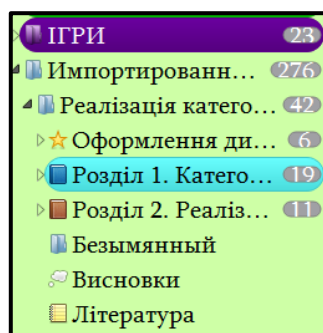 ІГРИ 23
Импортированн... 276
Реалізація катего... 42
Оформлення ди... 6
Розділ 1. Катего... 19
Розділ 2. Реаліз... 11
Безымянный
Висновки
Література